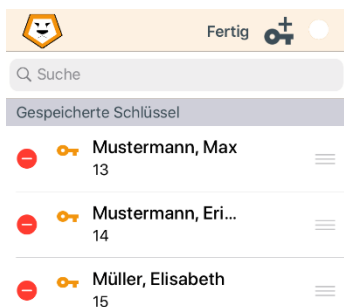 Fertig
Suche
Gespeicherte Schlüssel
Mustermann, Max
13
Mustermann, Eri...
14
Müller, Elisabeth
15